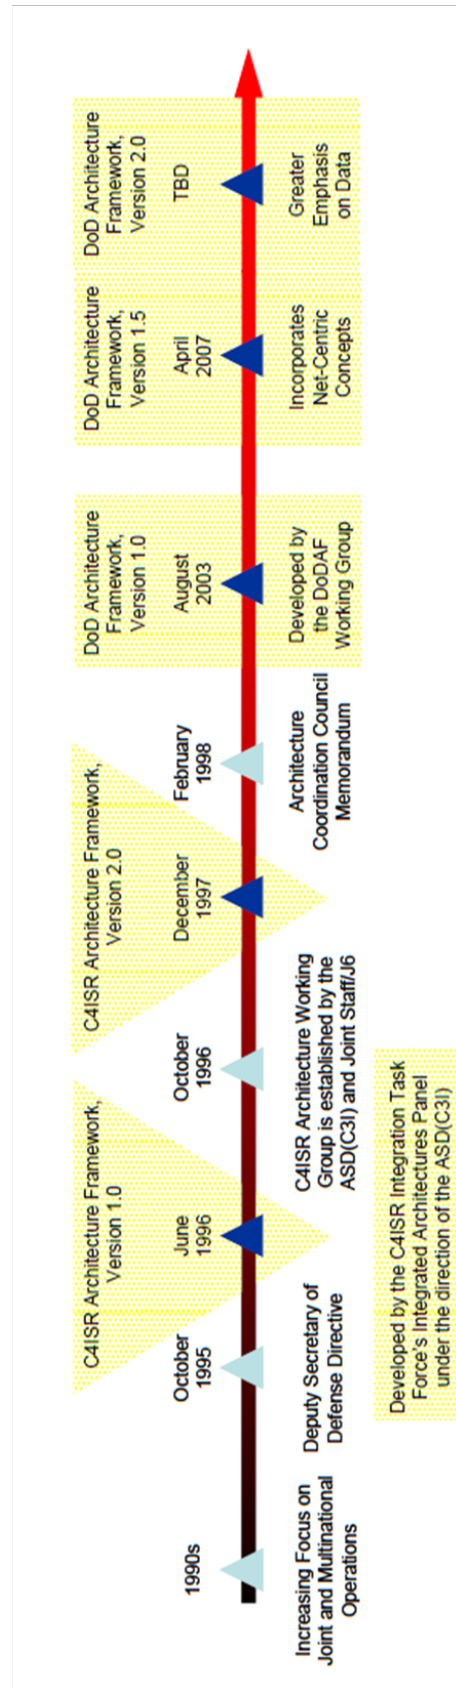 C4ISR Architecture Framework,
Version 1.0
C4ISR Architecture Framework,
Version 2.0
DoD Architecture
Framework,
Version 1.0
DoD Architecture
Framework,
Version 1.5
DoD Architecture
Framework,
Version 2.0
1990s
October
1995
June
1996
October
1996
December
1997
February
1998
August
2003
April
2007
TBD
Increasing Focus on
Joint and Multinational
Operations
Deputy Secretary of
Defense Directive
C4ISR Architecture Working
Group is established by the
ASD(C3I) and Joint Staff/J6
Architecture
Coordination Council
Memorandum
Developed by
the DoDAF
Working Group
Incorporates
Net-Centric
Concepts
Greater
Emphasis
on Data
Developed by the C4ISR Integration Task
Force's Integrated Architectures Panel
under the direction of the ASD(C3I)